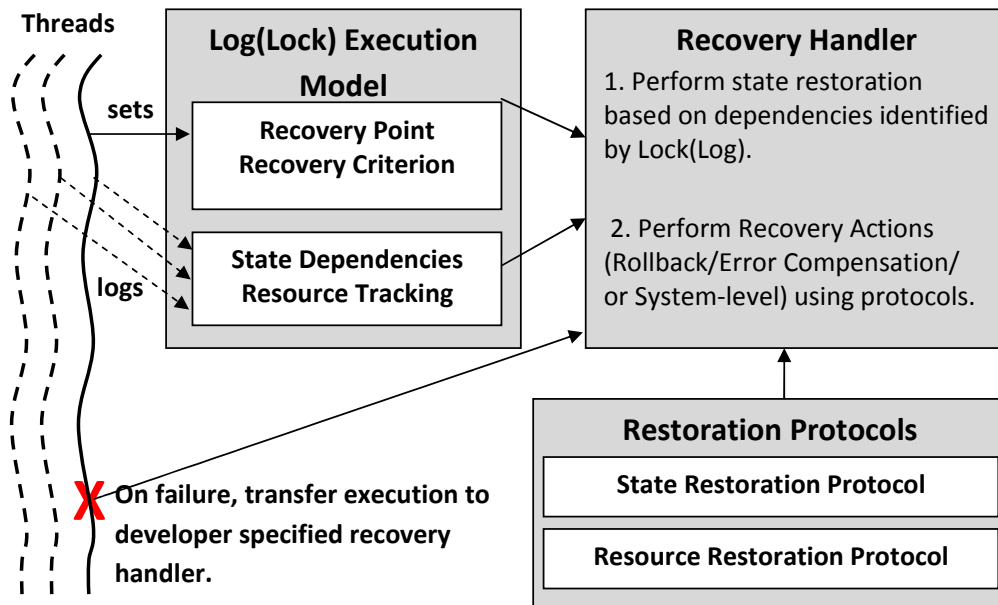 Threads
sets
logs
Log(Lock) Execution
Model
Recovery Point
Recovery Criterion
State Dependencies
Resource Tracking
Recovery Handler
1. Perform state restoration
based on dependencies identified
by Lock(Log).
2. Perform Recovery Actions
(Rollback/Error Compensation/
or System-level) using protocols.
Restoration Protocols
State Restoration Protocol
Resource Restoration Protocol
X
On failure, transfer execution to
developer specified recovery
handler.